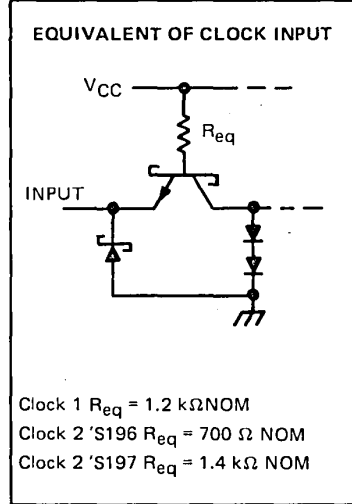 EQUIVALENT OF CLOCK INPUT
VCC
Req
INPUT
Clock 1 Req = 1.2 kΩNOM
Clock 2 'S196 Req = 700 Ω NOM
Clock 2 'S197 Req = 1.4 kΩ NOM